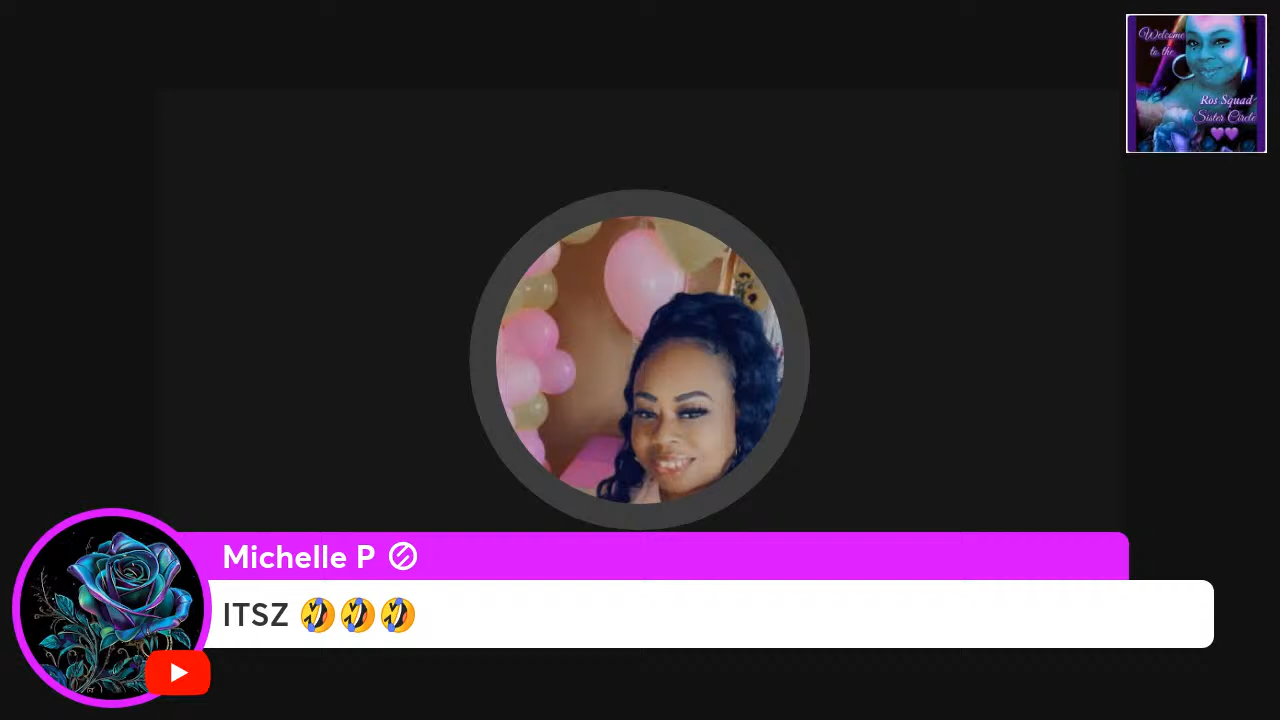 Welcome
to the
Ros Squad
Sister Circle
Michelle P
ITSZ 🤣🤣🤣